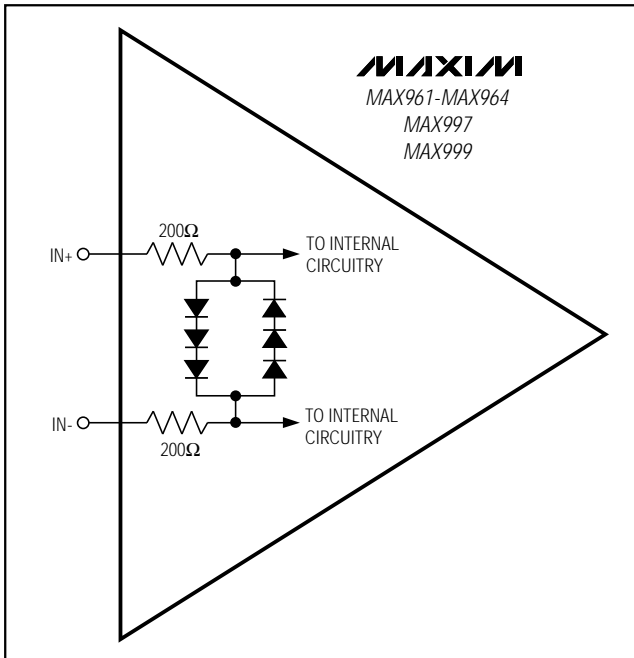 MAXIM
MAX961-MAX964
MAX997
MAX999
200Ω
IN+
TO INTERNAL
CIRCUITRY
IN-
TO INTERNAL
CIRCUITRY
200Ω